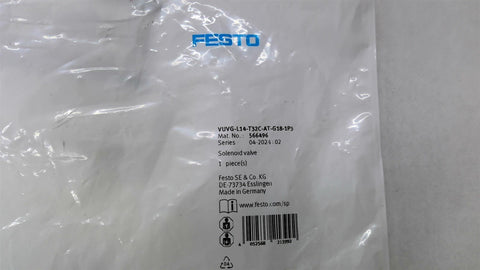 FESTO
VUVG-L14-T32C-AT-G18-1P3
Mat. No.: 566496
Series 04-2024: 02
Solenoid valve
1 piece(s)
Festo SE & Co. KG
DE-73734 Esslingen
Made in Germany
www.festo.com/sp
04